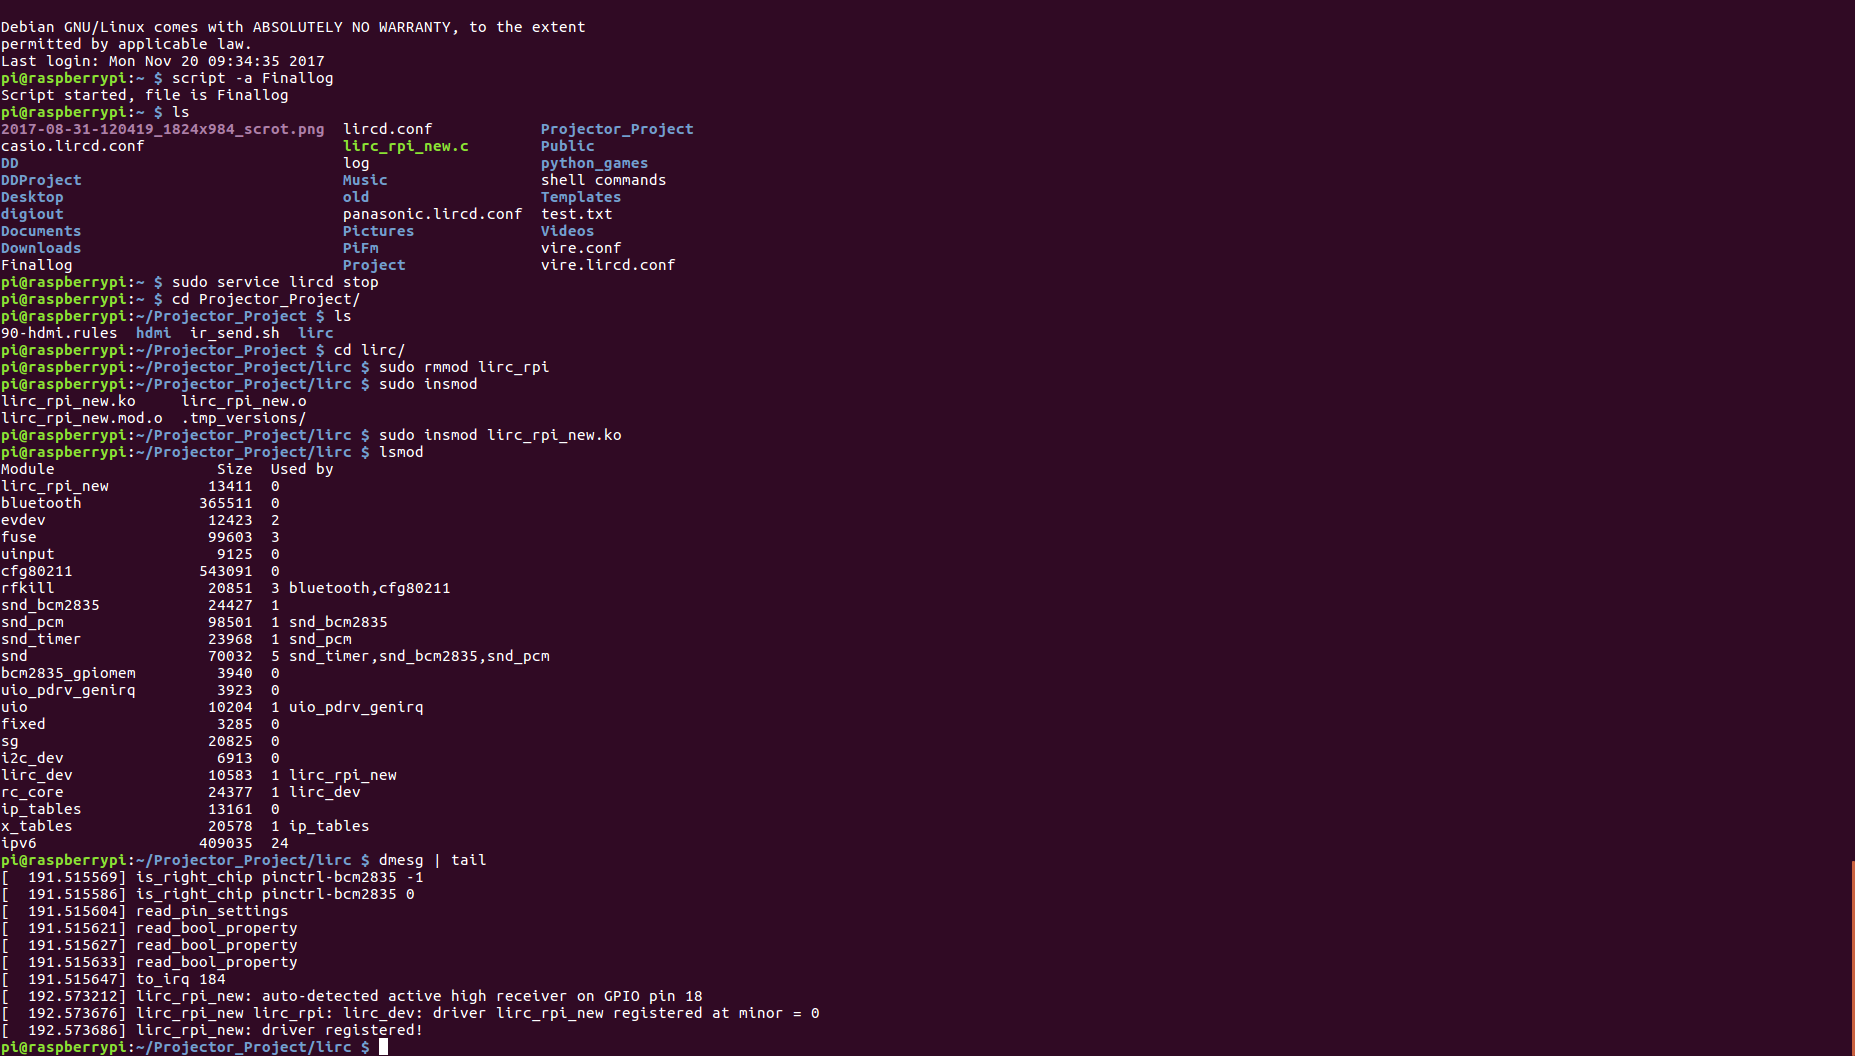 Debian GNU/Linux comes with ABSOLUTELY NO WARRANTY, to the extent
permitted by applicable law.
Last login: Mon Nov 20 09:34:35 2017
pi@raspberrypi:~ $ script -a Finallog
Script started, file is Finallog
pi@raspberrypi:~ $ ls
2017-08-31-120419_1824x984_scrot.png  lircd.conf            Projector_Project
casio.lircd.conf                      lirc_rpi_new.c        Public
DD                                    log                   python_games
DDProject                             Music                 shell commands
Desktop                               old                   Templates
digiout                               panasonic.lircd.conf  test.txt
Documents                             Pictures              Videos
Downloads                             PiFm                  vire.conf
Finallog                              Project               vire.lircd.conf
pi@raspberrypi:~ $ sudo service lircd stop
pi@raspberrypi:~ $ cd Projector_Project/
pi@raspberrypi:~/Projector_Project $ ls
90-hdmi.rules  hdmi  ir_send.sh  lirc
pi@raspberrypi:~/Projector_Project $ cd lirc/
pi@raspberrypi:~/Projector_Project/lirc $ sudo rmmod lirc_rpi
pi@raspberrypi:~/Projector_Project/lirc $ sudo insmod
lirc_rpi_new.ko     lirc_rpi_new.o
lirc_rpi_new.mod.o  .tmp_versions/
pi@raspberrypi:~/Projector_Project/lirc $ sudo insmod lirc_rpi_new.ko
pi@raspberrypi:~/Projector_Project/lirc $ lsmod
Module                  Size  Used by
lirc_rpi_new           13411  0
bluetooth             365511  0
evdev                  12423  2
fuse                   99603  3
uinput                  9125  0
cfg80211              543091  0
rfkill                 20851  3 bluetooth,cfg80211
snd_bcm2835            24427  1
snd_pcm                98501  1 snd_bcm2835
snd_timer              23968  1 snd_pcm
snd                    70032  5 snd_timer,snd_bcm2835,snd_pcm
bcm2835_gpiomem         3940  0
uio_pdrv_genirq         3923  0
uio                    10204  1 uio_pdrv_genirq
fixed                   3285  0
sg                     20825  0
i2c_dev                 6913  0
lirc_dev               10583  1 lirc_rpi_new
rc_core                24377  1 lirc_dev
ip_tables              13161  0
x_tables               20578  1 ip_tables
ipv6                  409035  24
pi@raspberrypi:~/Projector_Project/lirc $ dmesg | tail
[  191.515569] is_right_chip pinctrl-bcm2835 -1
[  191.515586] is_right_chip pinctrl-bcm2835 0
[  191.515604] read_pin_settings
[  191.515621] read_bool_property
[  191.515627] read_bool_property
[  191.515633] read_bool_property
[  191.515647] to_irq 184
[  192.573212] lirc_rpi_new: auto-detected active high receiver on GPIO pin 18
[  192.573676] lirc_rpi_new lirc_rpi: lirc_dev: driver lirc_rpi_new registered at minor = 0
[  192.573686] lirc_rpi_new: driver registered!
pi@raspberrypi:~/Projector_Project/lirc $